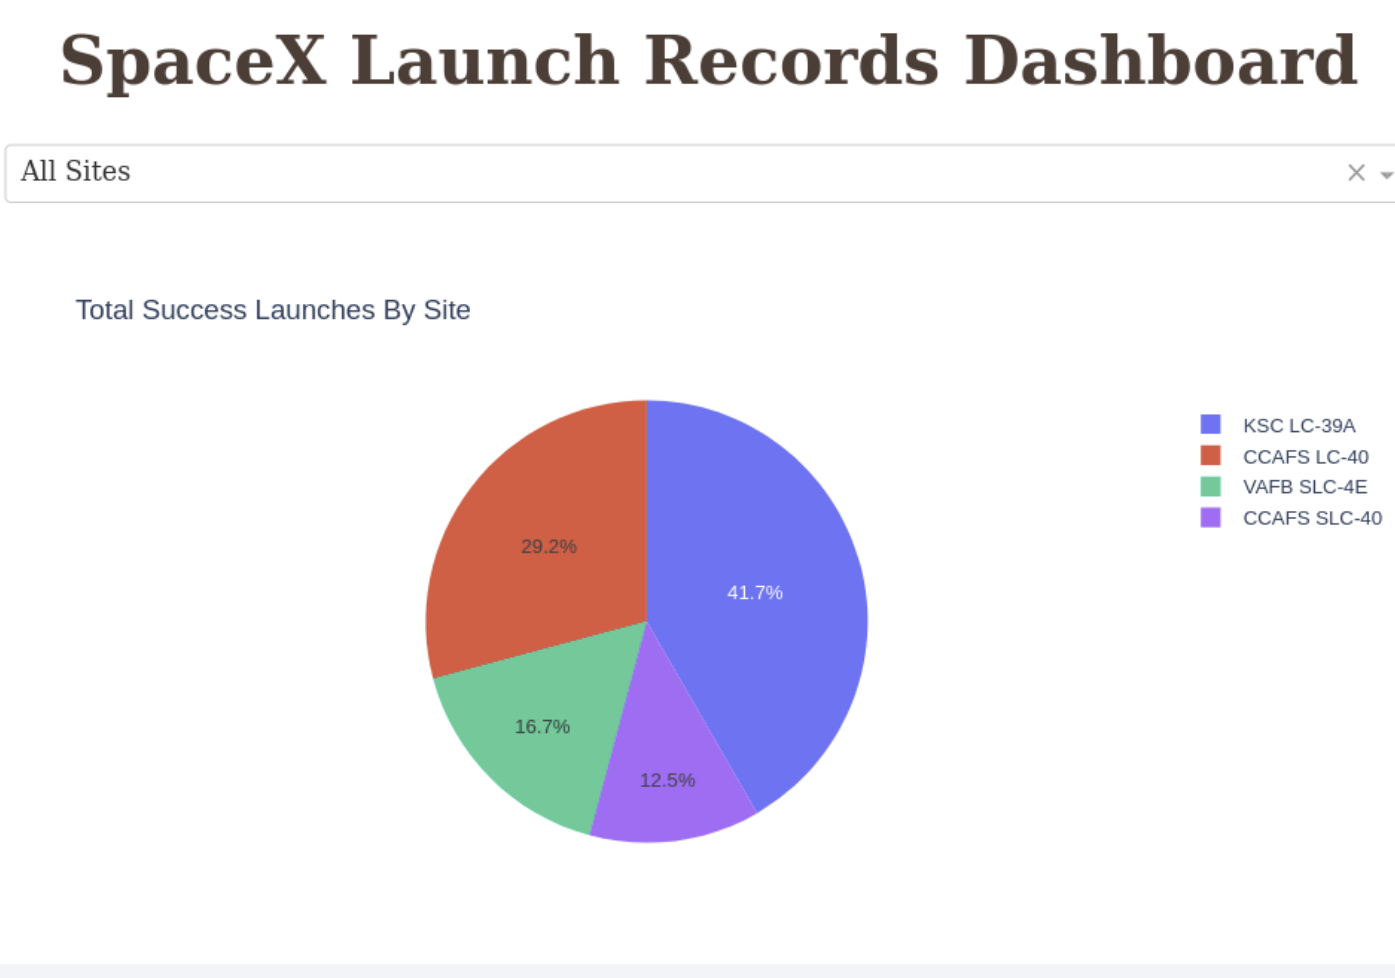 SpaceX Launch Records Dashboard
All Sites
Total Success Launches By Site
KSC LC-39A
CCAFS LC-40
VAFB SLC-4E
CCAFS SLC-40
29.2%
41.7%
16.7%
12.5%